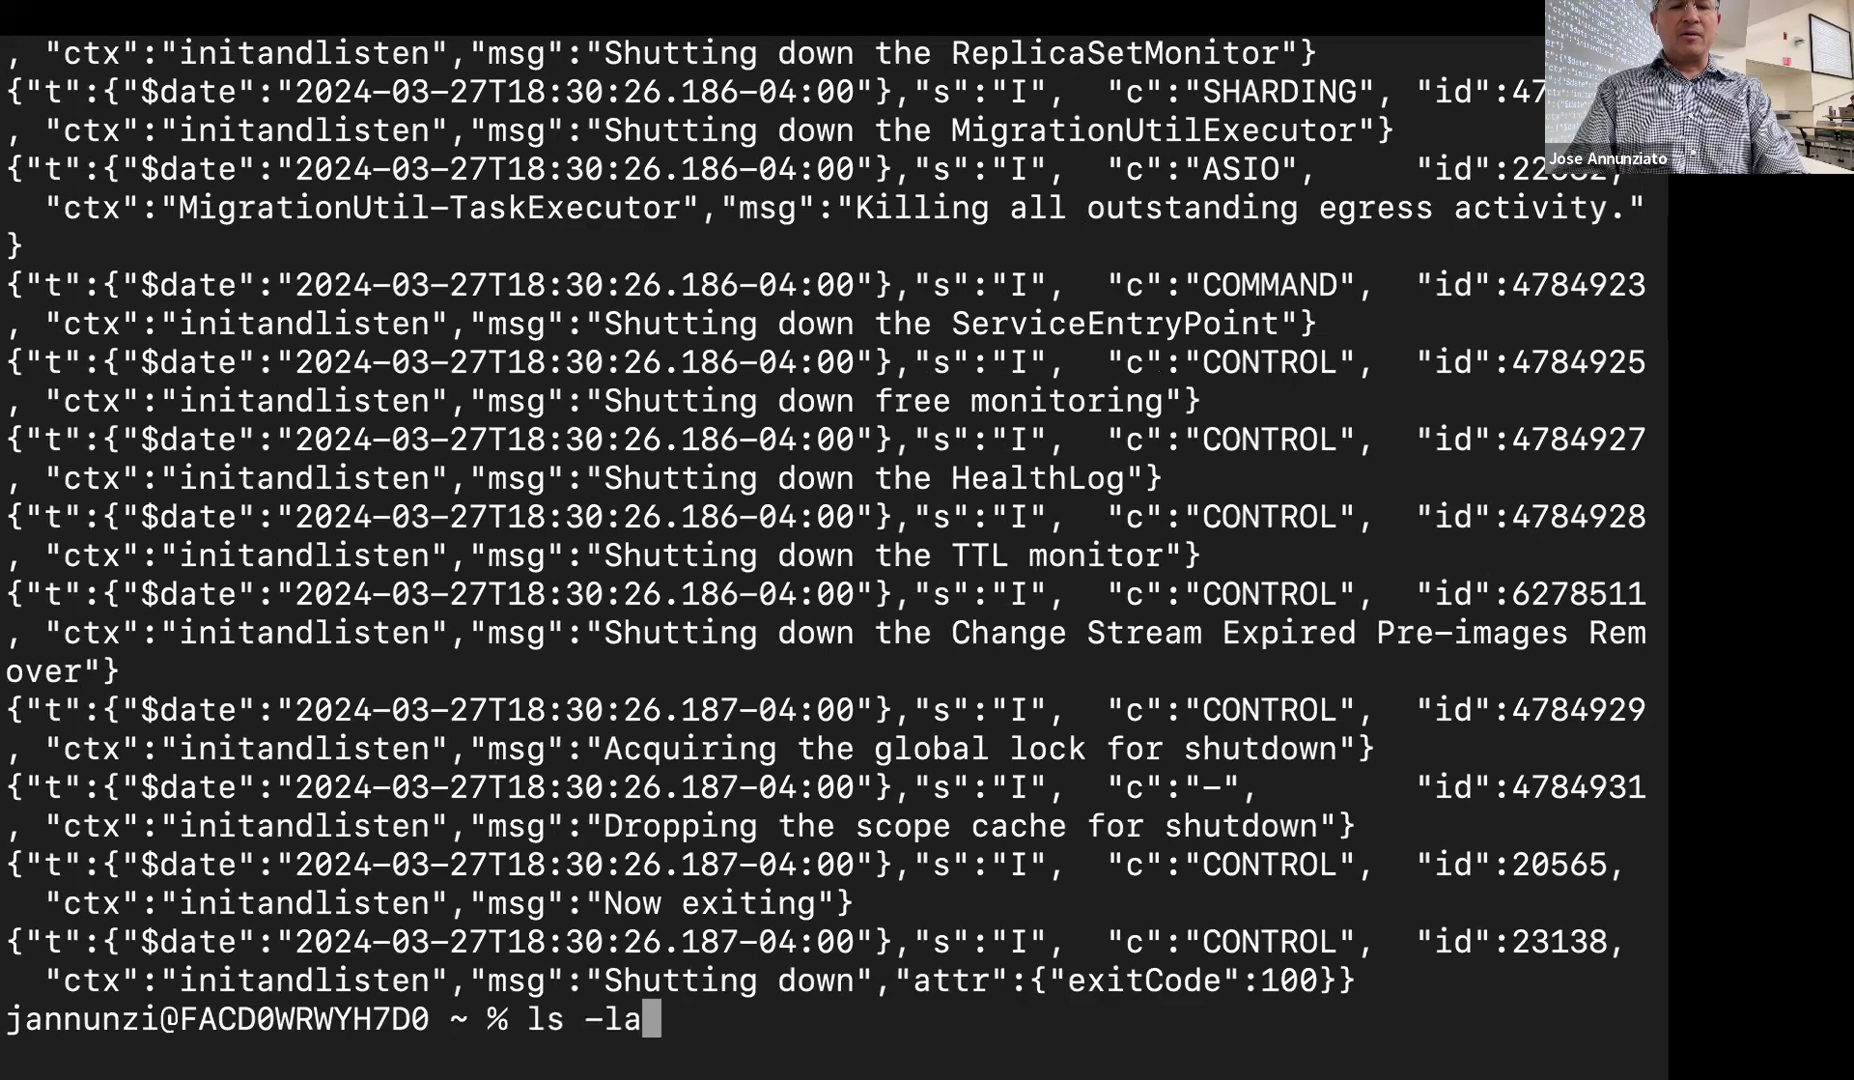 , "ctx":"initandlisten","msg":"Shutting down the ReplicaSetMonitor"}
{"t":{"$date":"2024-03-27T18:30:26.186-04:00"},"s":"I",  "c":"SHARDING", "id":47
, "ctx":"initandlisten","msg":"Shutting down the MigrationUtilExecutor"}
{"t":{"$date":"2024-03-27T18:30:26.186-04:00"},"s":"I",  "c":"ASIO",
  "ctx":"MigrationUtil-TaskExecutor","msg":"Killing all outstanding egress activity."
}
{"t":{"$date":"2024-03-27T18:30:26.186-04:00"},"s":"I",  "c":"COMMAND",  "id":4784923
, "ctx":"initandlisten","msg":"Shutting down the ServiceEntryPoint"}
{"t":{"$date":"2024-03-27T18:30:26.186-04:00"},"s":"I",  "c":"CONTROL",  "id":4784925
, "ctx":"initandlisten","msg":"Shutting down free monitoring"}
{"t":{"$date":"2024-03-27T18:30:26.186-04:00"},"s":"I",  "c":"CONTROL",  "id":4784927
, "ctx":"initandlisten","msg":"Shutting down the HealthLog"}
{"t":{"$date":"2024-03-27T18:30:26.186-04:00"},"s":"I",  "c":"CONTROL",  "id":4784928
, "ctx":"initandlisten","msg":"Shutting down the TTL monitor"}
{"t":{"$date":"2024-03-27T18:30:26.186-04:00"},"s":"I",  "c":"CONTROL",  "id":6278511
, "ctx":"initandlisten","msg":"Shutting down the Change Stream Expired Pre-images Rem
over"}
{"t":{"$date":"2024-03-27T18:30:26.187-04:00"},"s":"I",  "c":"CONTROL",  "id":4784929
, "ctx":"initandlisten","msg":"Acquiring the global lock for shutdown"}
{"t":{"$date":"2024-03-27T18:30:26.187-04:00"},"s":"I",  "c":"-",        "id":4784931
, "ctx":"initandlisten","msg":"Dropping the scope cache for shutdown"}
{"t":{"$date":"2024-03-27T18:30:26.187-04:00"},"s":"I",  "c":"CONTROL",  "id":20565,
  "ctx":"initandlisten","msg":"Now exiting"}
{"t":{"$date":"2024-03-27T18:30:26.187-04:00"},"s":"I",  "c":"CONTROL",  "id":23138,
  "ctx":"initandlisten","msg":"Shutting down","attr":{"exitCode":100}}
jannunzi@FACD0WRWYH7D0 ~ % ls -la
Jose Annunziato